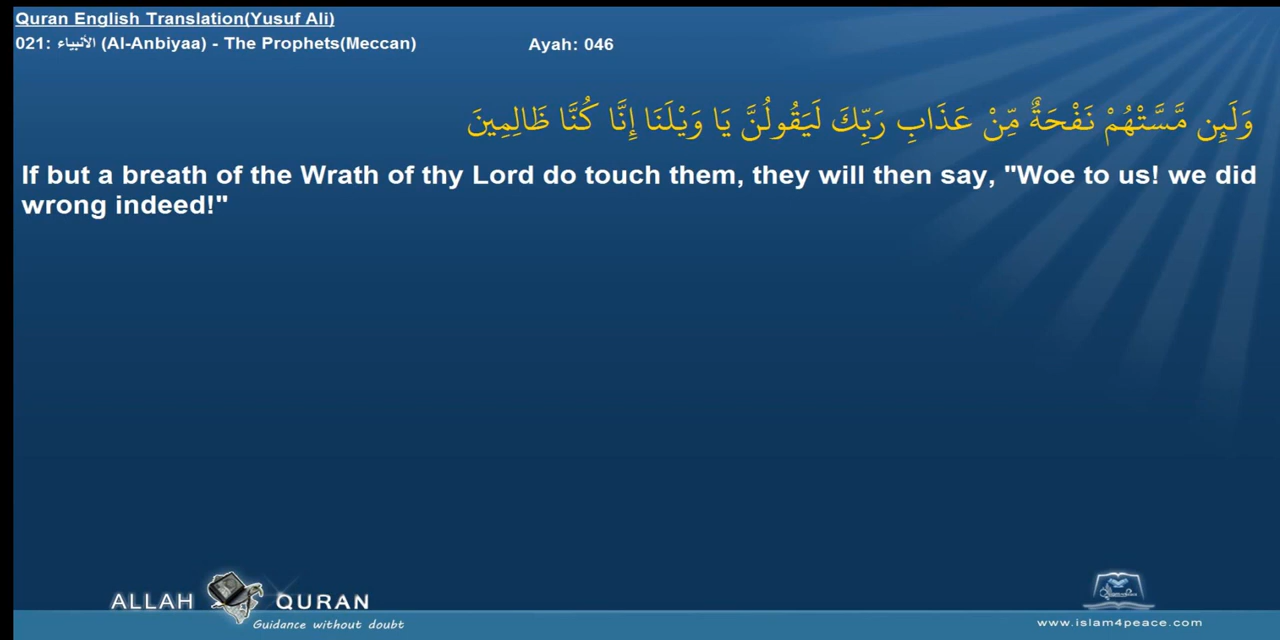 Quran English Translation(Yusuf Ali)
021: الأنبياء (Al-Anbiyaa) - The Prophets(Meccan) Ayah: 046
وَلَئِن مَّسَّتْهُمْ نَفْحَةٌ مِّنْ عَذَابِ رَبِّكَ لَيَقُولُنَّ يَا وَيْلَنَا إِنَّا كُنَّا ظَالِمِينَ
If but a breath of the Wrath of thy Lord do touch them, they will then say, "Woe to us! we did
wrong indeed!"
ALLAH QURAN
Guidance without doubt
www.islam4peace.com